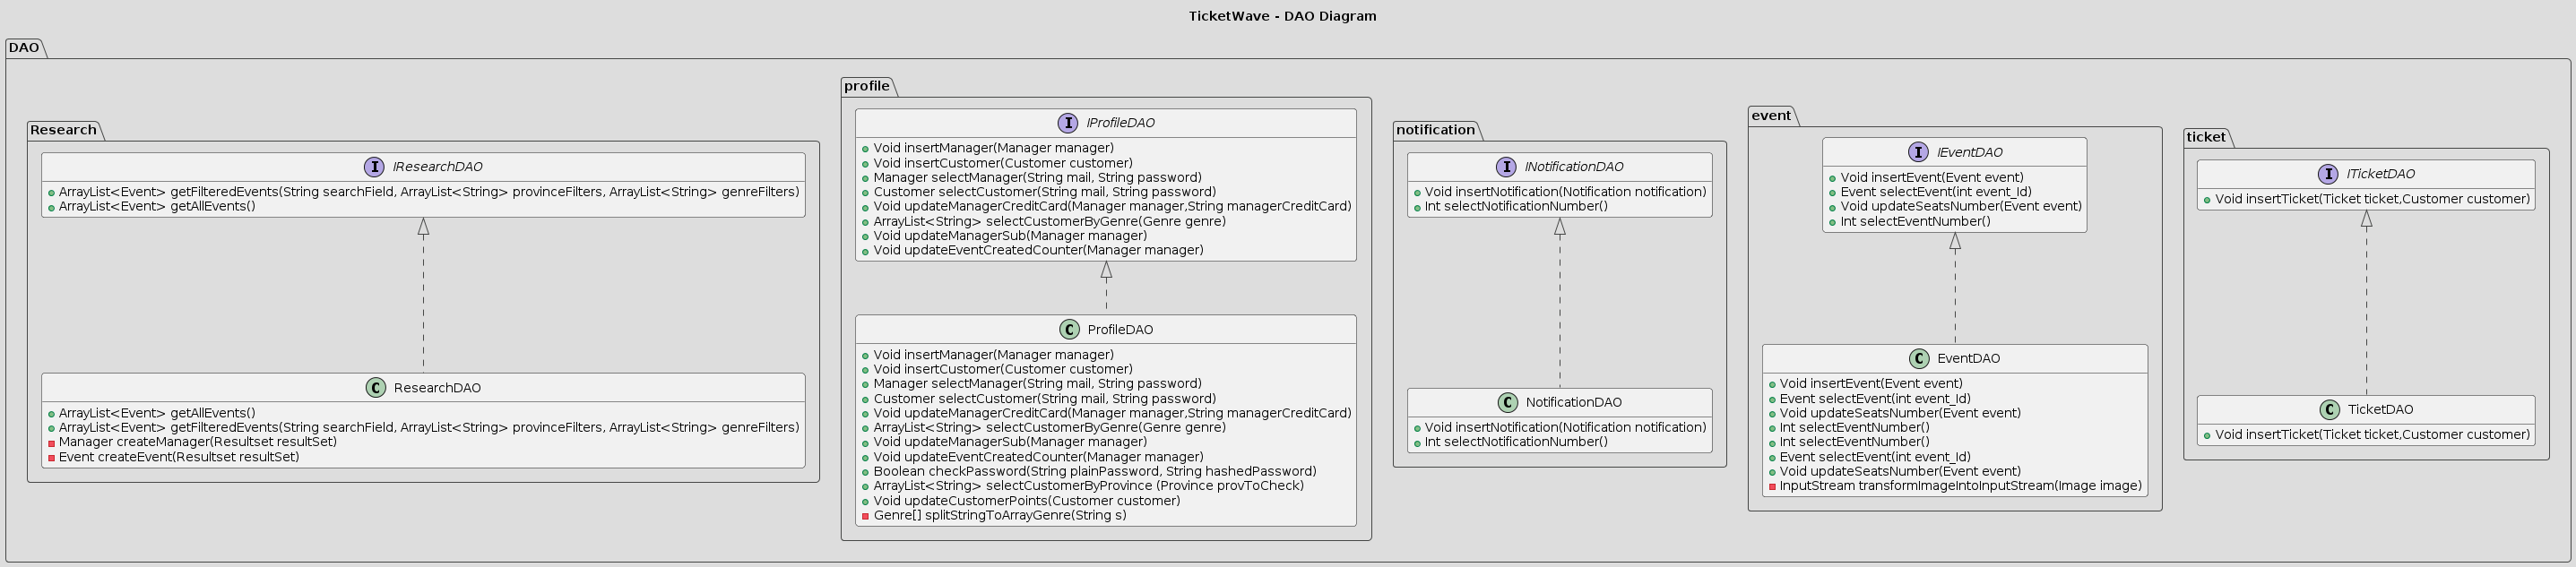 TicketWave - DAO Diagram
DAO
Research
I IResearchDAO
ArrayList<Event> getFilteredEvents(String searchField, ArrayList<String> provinceFilters, ArrayList<String> genreFilters)
ArrayList<Event> getAllEvents()
C ResearchDAO
ArrayList<Event> getAllEvents()
ArrayList<Event> getFilteredEvents(String searchField, ArrayList<String> provinceFilters, ArrayList<String> genreFilters)
Manager createManager(Resultset resultSet)
Event createEvent(Resultset resultSet)
profile
I IProfileDAO
Void insertManager(Manager manager)
Void insertCustomer(Customer customer)
Manager selectManager(String mail, String password)
Customer selectCustomer(String mail, String password)
Void updateManagerCreditCard(Manager manager,String managerCreditCard)
ArrayList<String> selectCustomerByGenre(Genre genre)
Void updateManagerSub(Manager manager)
Void updateEventCreatedCounter(Manager manager)
C ProfileDAO
Void insertManager(Manager manager)
Void insertCustomer(Customer customer)
Manager selectManager(String mail, String password)
Customer selectCustomer(String mail, String password)
Void updateManagerCreditCard(Manager manager,String managerCreditCard)
ArrayList<String> selectCustomerByGenre(Genre genre)
Void updateManagerSub(Manager manager)
Void updateEventCreatedCounter(Manager manager)
Boolean checkPassword(String plainPassword, String hashedPassword)
ArrayList<String> selectCustomerByProvince (Province provToCheck)
Void updateCustomerPoints(Customer customer)
Genre[] splitStringToArrayGenre(String s)
notification
I INotificationDAO
Void insertNotification(Notification notification)
Int selectNotificationNumber()
C NotificationDAO
Void insertNotification(Notification notification)
Int selectNotificationNumber()
event
I IEventDAO
Void insertEvent(Event event)
Event selectEvent(int event_Id)
Void updateSeatsNumber(Event event)
Int selectEventNumber()
C EventDAO
Void insertEvent(Event event)
Event selectEvent(int event_Id)
Void updateSeatsNumber(Event event)
Int selectEventNumber()
Int selectEventNumber()
Event selectEvent(int event_Id)
Void updateSeatsNumber(Event event)
InputStream transformImageIntoInputStream(Image image)
ticket
I ITicketDAO
Void insertTicket(Ticket ticket,Customer customer)
C TicketDAO
Void insertTicket(Ticket ticket,Customer customer)